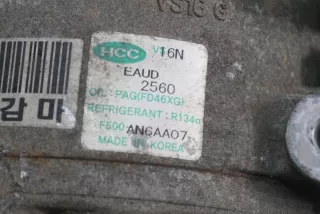 VS16 G
HCC V16N
EAUD
2560
OIL : PAG(FD46XG)
REFRIGERANT : R134a
F500 AN6AA07
MADE IN KOREA
감마